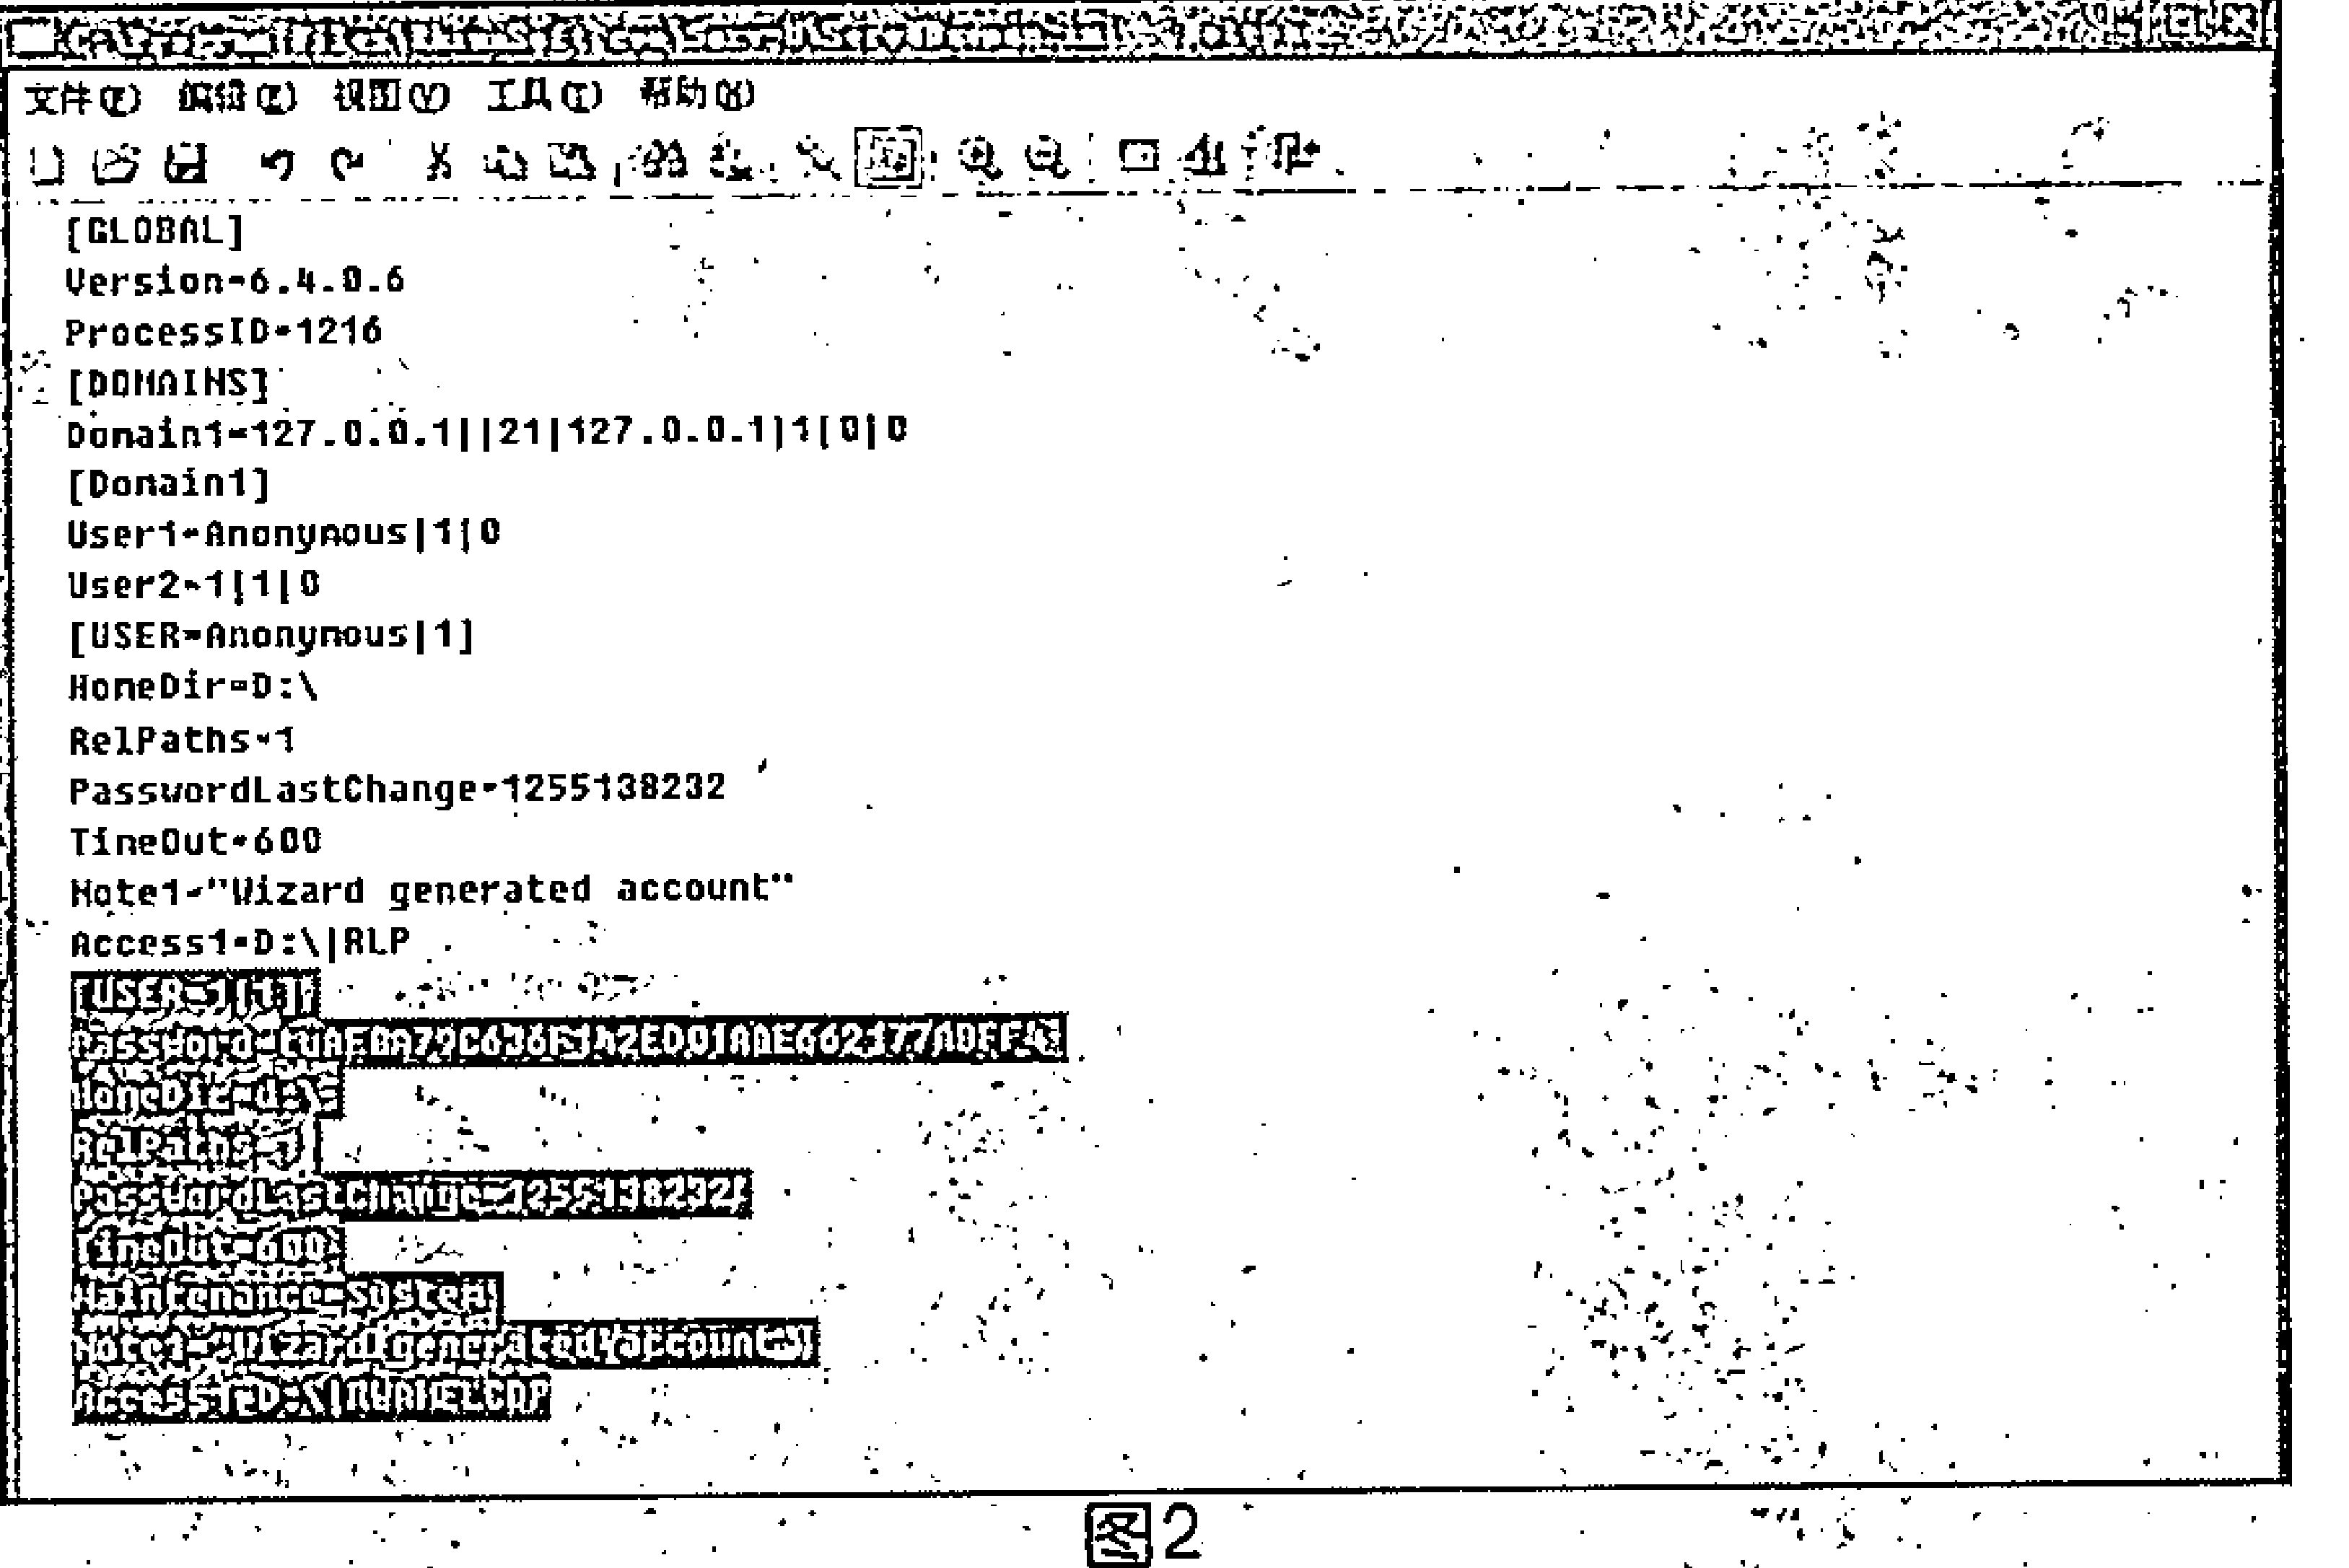 文件(F) 编辑(E) 视图(V) 工具(T) 帮助(H)
[GLOBAL]
Version=6.4.0.6
ProcessID=1216
[DOMAINS]
Domain1=127.0.0.1||21|127.0.0.1|1|0|0
[Domain1]
User1=Anonymous|1|0
User2=1|1|0
[USER=Anonymous|1]
HomeDir=D:\
RelPaths=1
PasswordLastChange=1255138232
TimeOut=600
Note1="Wizard generated account"
Access1=D:\|RLP
[USER=1|1]
HomeDir=d:\
RelPaths=1
PasswordLastChange=1255138232
TimeOut=600
Maintenance=System
Note1="Wizard generated account"
图2